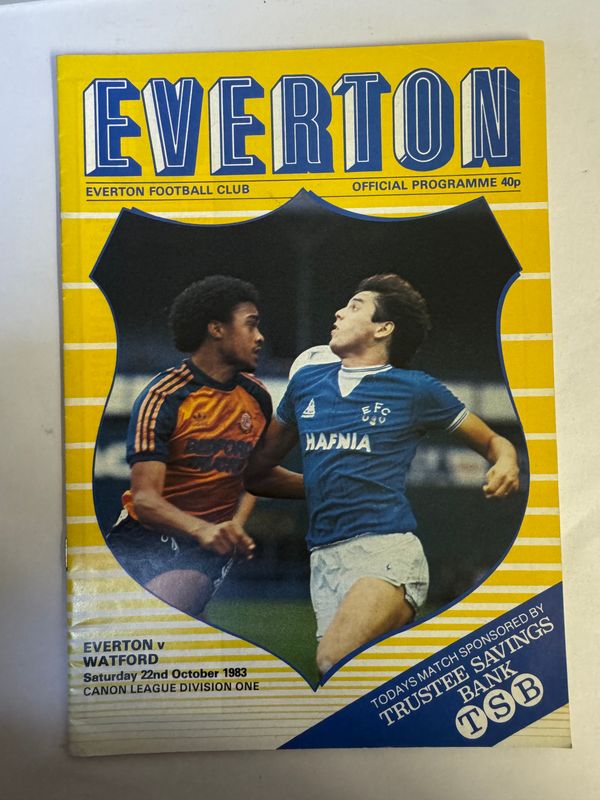 EVERTON
EVERTON FOOTBALL CLUB
OFFICIAL PROGRAMME 40p
EFC
HAFNIA
EVERTON v
WATFORD
Saturday 22nd October 1983
CANON LEAGUE DIVISION ONE
TODAYS MATCH SPONSORED BY
TRUSTEE SAVINGS
BANK
TSB